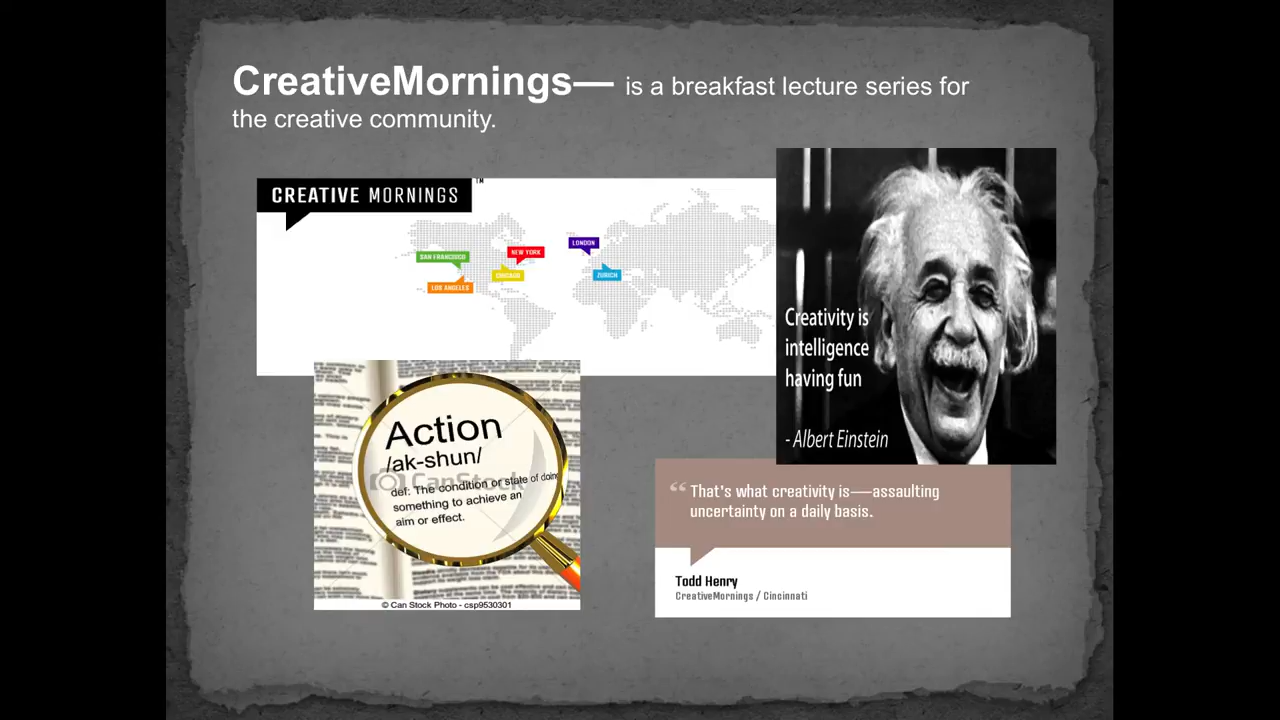 CreativeMornings— is a breakfast lecture series for
the creative community.
CREATIVE MORNINGS ™
SAN FRANCISCO
NEW YORK
LONDON
CHICAGO
ZURICH
LOS ANGELES
Creativity is
intelligence
having fun
- Albert Einstein
Action
/ak-shun/
CanStock
def: The condition or state of doing
something to achieve an
aim or effect.
© Can Stock Photo - csp9530301
“ That's what creativity is—assaulting
uncertainty on a daily basis.
Todd Henry
CreativeMornings / Cincinnati